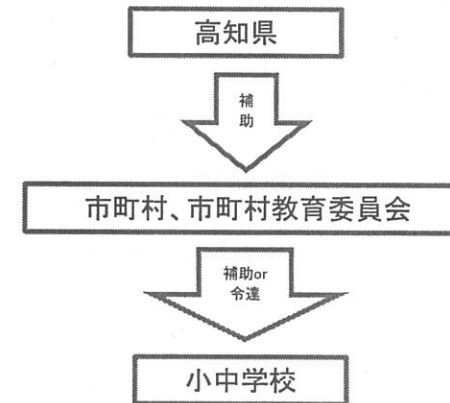 高知県
補
助
市町村、市町村教育委員会
補助or
令達
小中学校